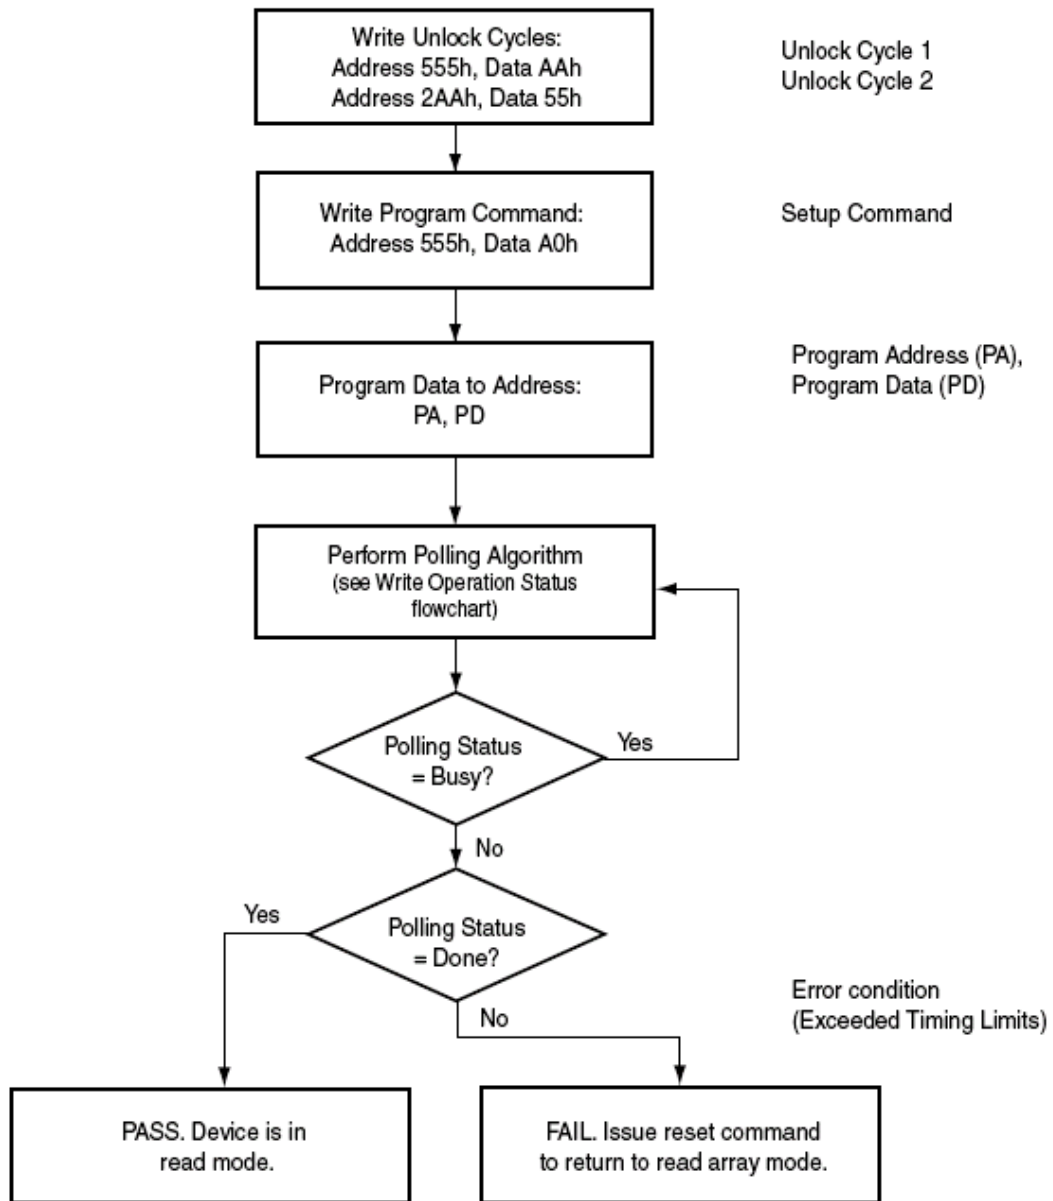 Write Unlock Cycles:
Address 555h, Data AAh
Address 2AAh, Data 55h
Unlock Cycle 1
Unlock Cycle 2
Write Program Command:
Address 555h, Data A0h
Setup Command
Program Data to Address:
PA, PD
Program Address (PA),
Program Data (PD)
Perform Polling Algorithm
(see Write Operation Status
flowchart)
Polling Status
= Busy?
Yes
No
Polling Status
= Done?
Yes
No
Error condition
(Exceeded Timing Limits)
PASS. Device is in
read mode.
FAIL. Issue reset command
to return to read array mode.